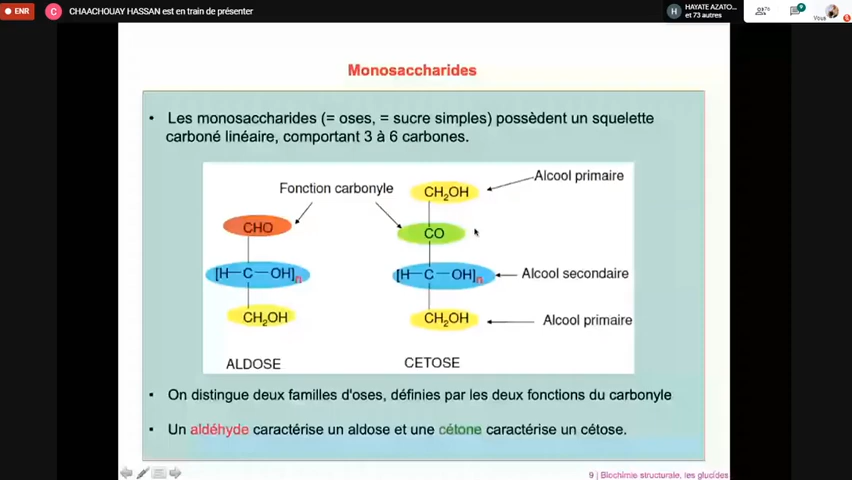 ENR
C
CHAACHOUAY HASSAN est en train de présenter
H
HAYATE AZATO...
et 73 autres
Vous
Monosaccharides
• Les monosaccharides (= oses, = sucre simples) possèdent un squelette
carboné linéaire, comportant 3 à 6 carbones.
Fonction carbonyle
CH2OH
Alcool primaire
CHO
CO
[H-C-OH]n
[H-C-OH]n
Alcool secondaire
CH2OH
CH2OH
Alcool primaire
ALDOSE
CETOSE
• On distingue deux familles d'oses, définies par les deux fonctions du carbonyle
• Un aldéhyde caractérise un aldose et une cétone caractérise un cétose.
9 | Biochimie structurale, les glucides